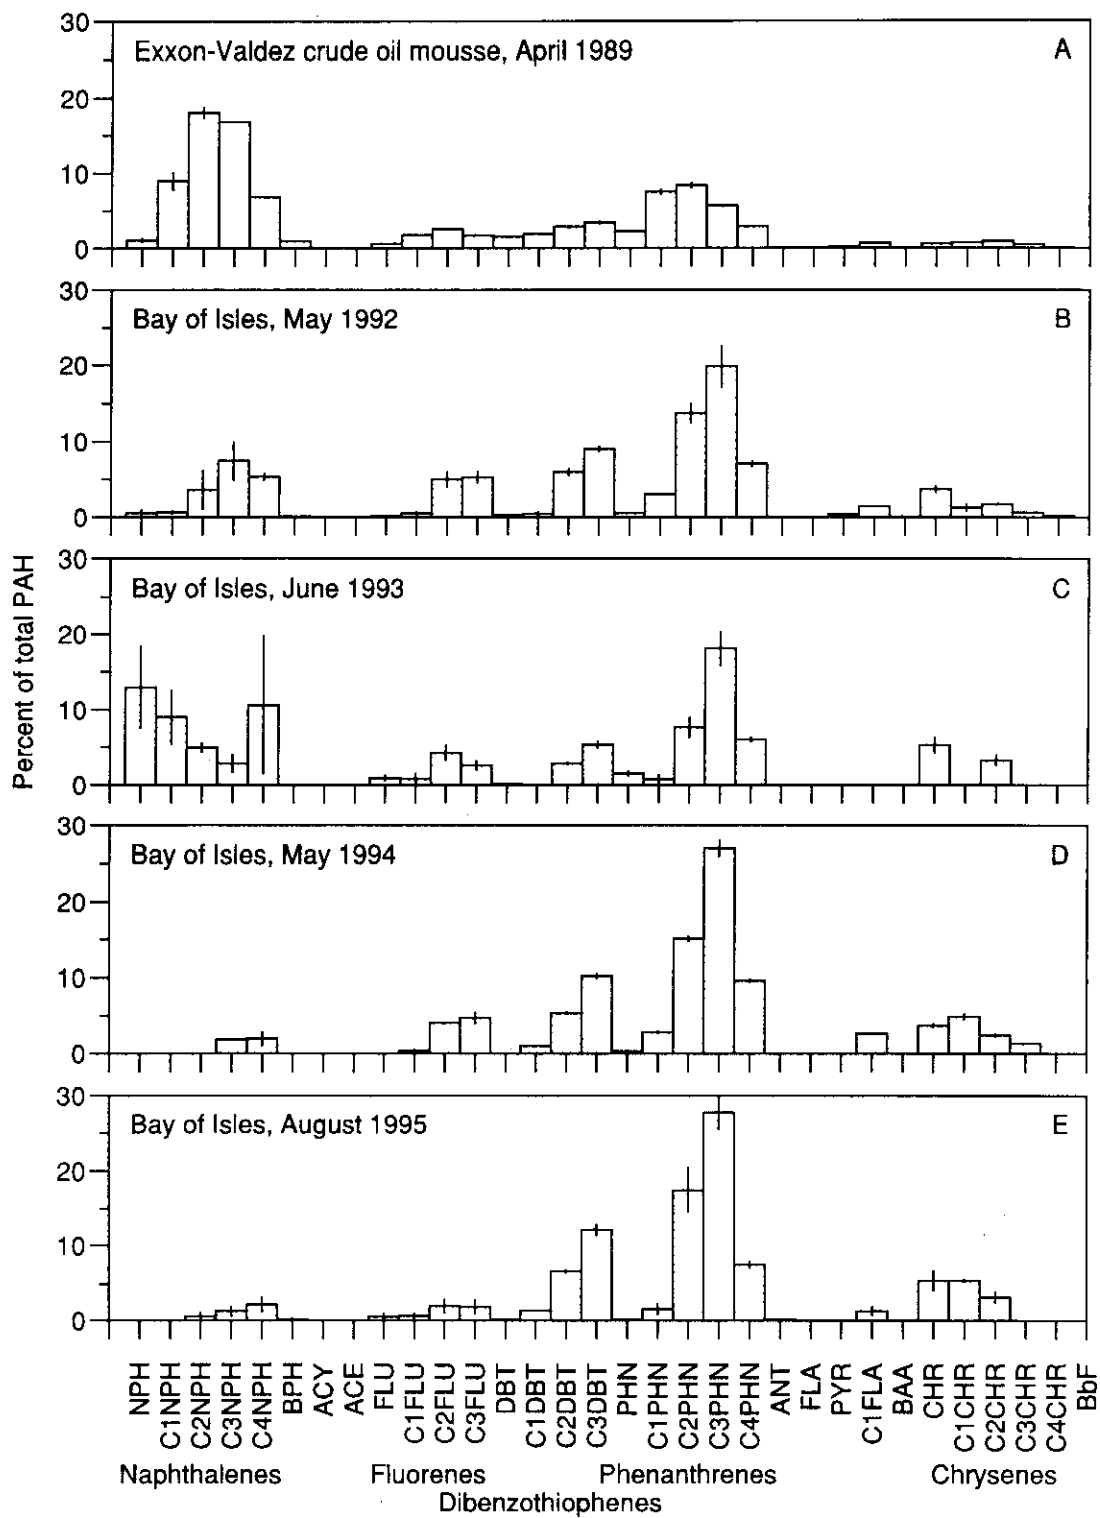 Percent of total PAH
30
20
10
0
Exxon-Valdez crude oil mousse, April 1989
A
30
20
10
0
Bay of Isles, May 1992
B
30
20
10
0
Bay of Isles, June 1993
C
30
20
10
0
Bay of Isles, May 1994
D
30
20
10
0
Bay of Isles, August 1995
E
NPH
C1NPH
C2NPH
C3NPH
C4NPH
BPH
ACY
ACE
FLU
C1FLU
C2FLU
C3FLU
DBT
C1DBT
C2DBT
C3DBT
PHN
C1PHN
C2PHN
C3PHN
C4PHN
ANT
FLA
PYR
C1FLA
BAA
CHR
C1CHR
C2CHR
C3CHR
C4CHR
BbF
Naphthalenes Fluorenes Phenanthrenes Chrysenes
Dibenzothiophenes